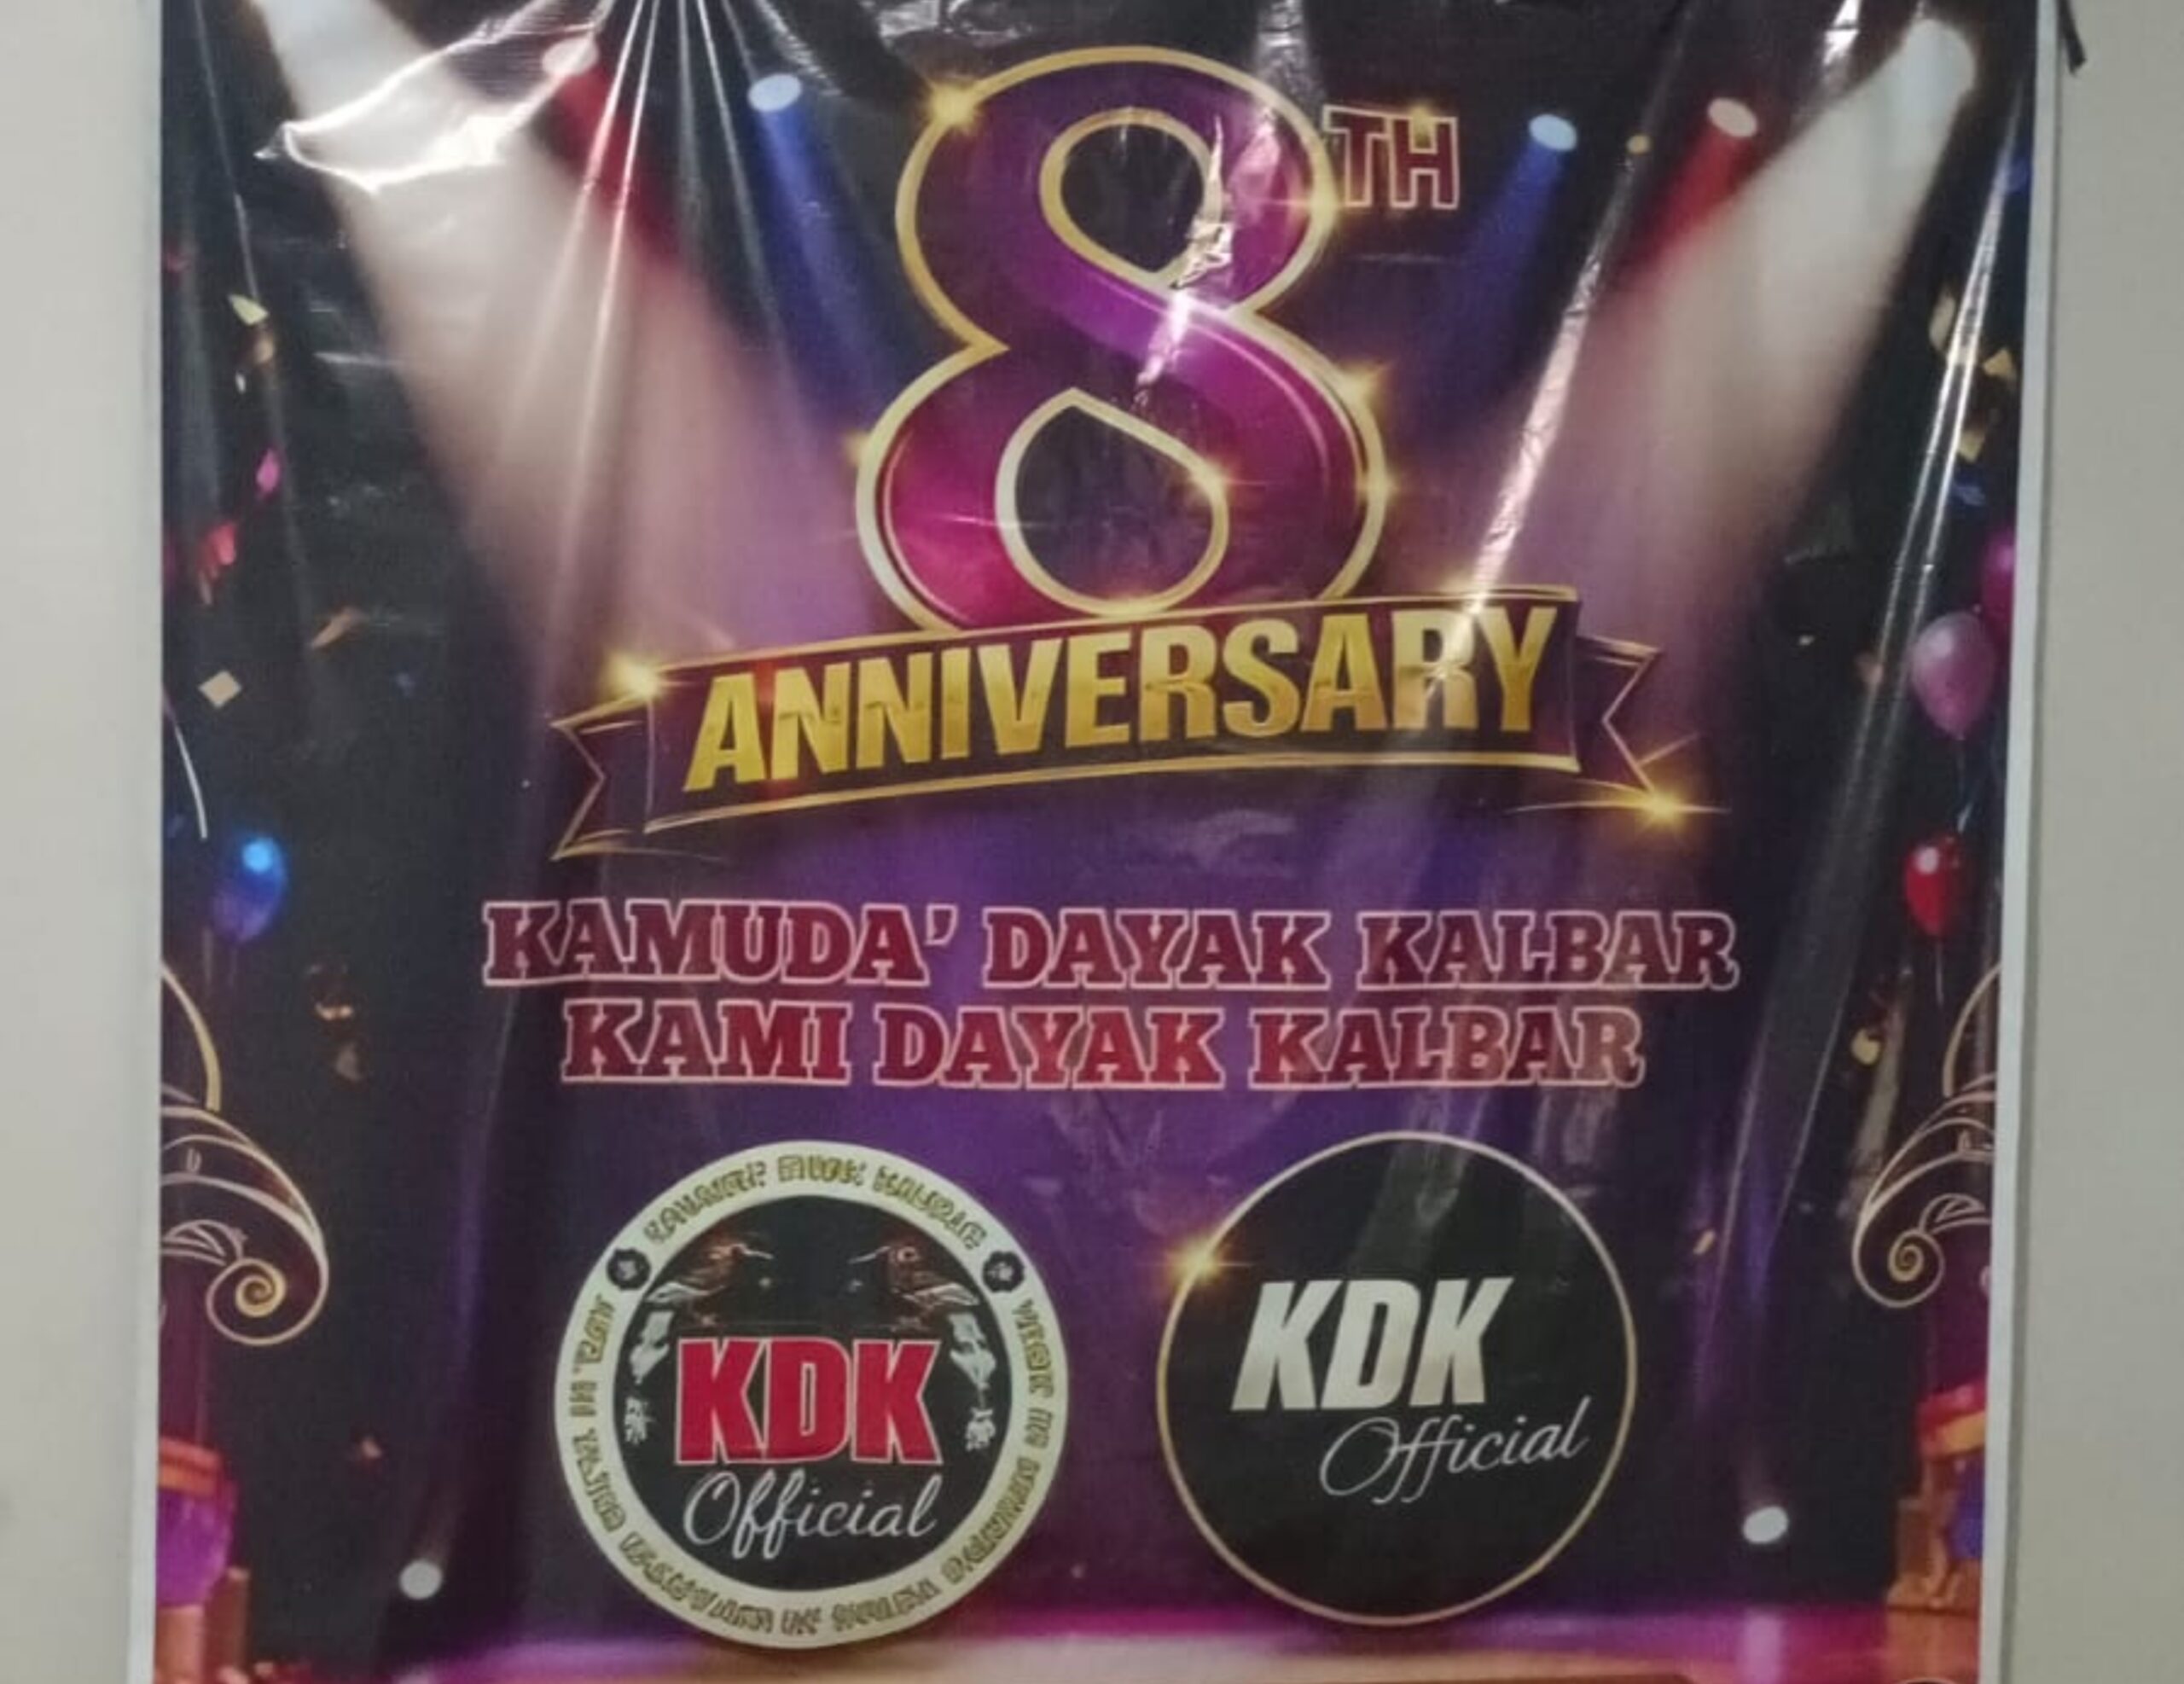 8TH
ANNIVERSARY
KAMUDA' DAYAK KALBAR
KAMI DAYAK KALBAR
KDK
Official
KDK
Official